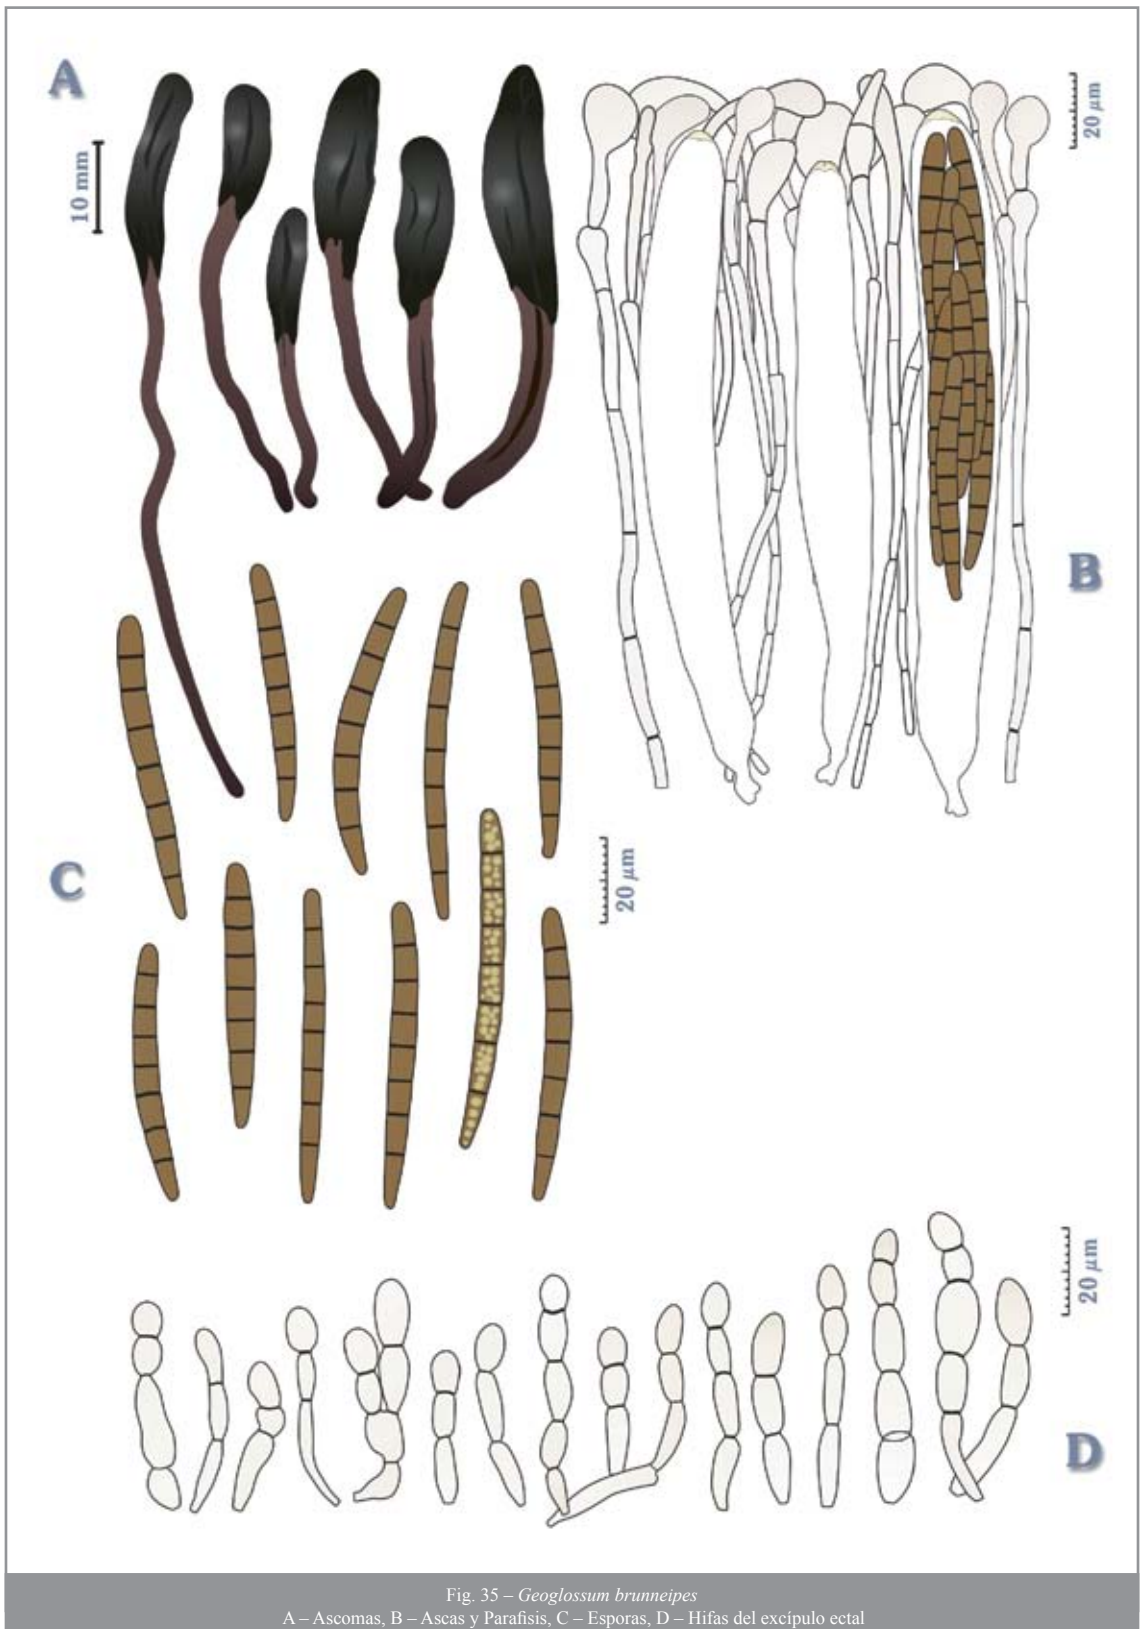 A
10 mm
20 µm
B
C
20 µm
20 µm
D
Fig. 35 – Geoglossum brunneipes
A – Ascomas, B – Ascas y Parafisis, C – Esporas, D – Hifas del excípulo ectal